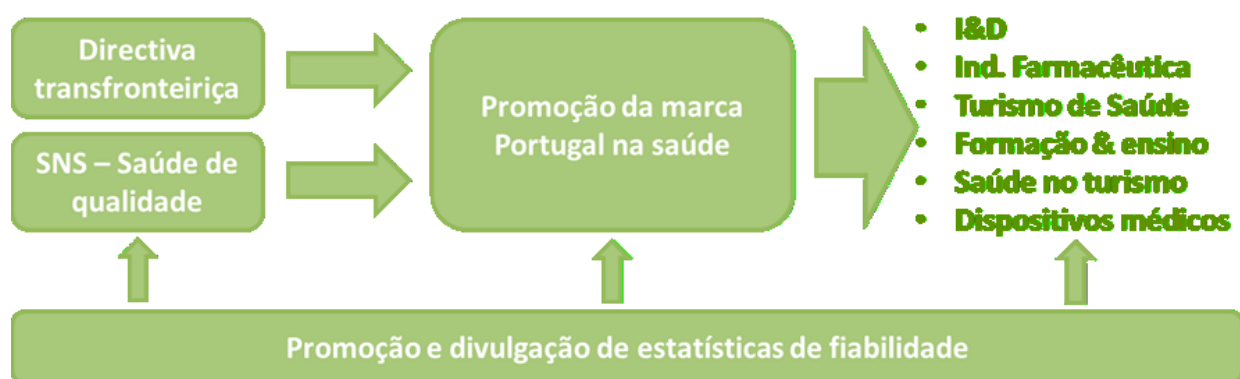 Directiva
transfronteiriça
SNS – Saúde de
qualidade
Promoção da marca
Portugal na saúde
• I&D
• Ind. Farmacêutica
• Turismo de Saúde
• Formação & ensino
• Saúde no turismo
• Dispositivos médicos
Promoção e divulgação de estatísticas de fiabilidade